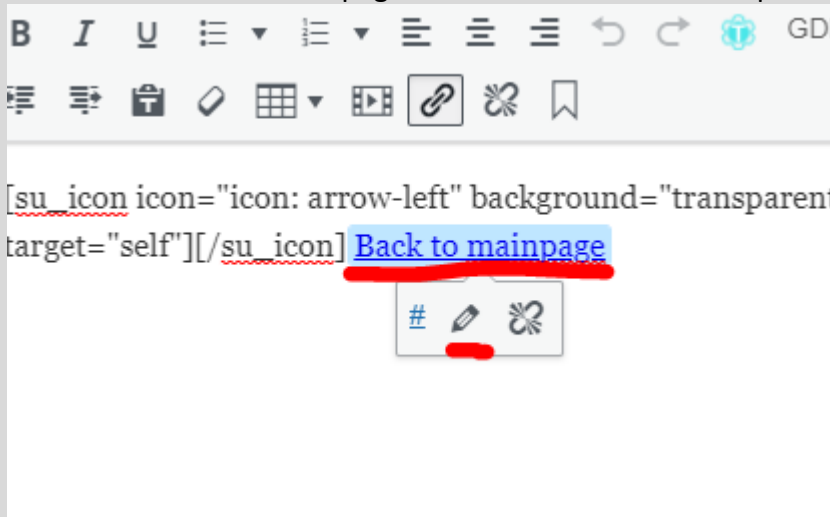 B I U GD
[su_icon icon="icon: arrow-left" background="transparent
target="self"][/su_icon] Back to mainpage
#